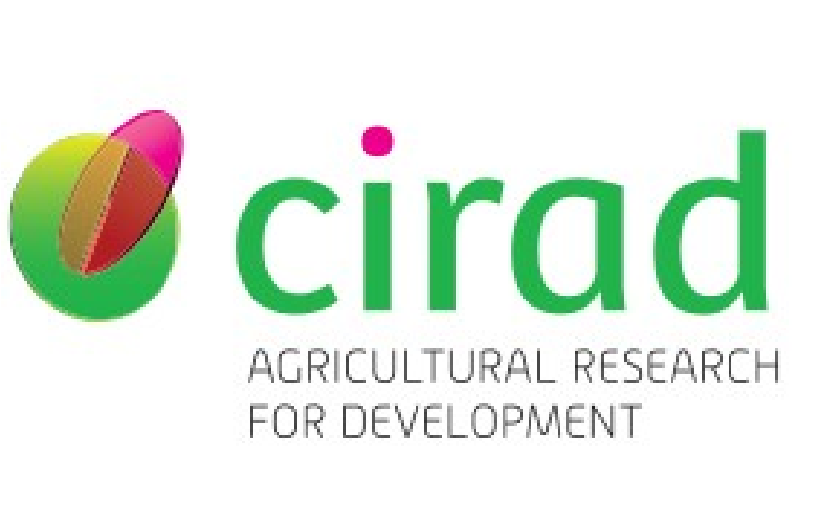 cirad
AGRICULTURAL RESEARCH
FOR DEVELOPMENT